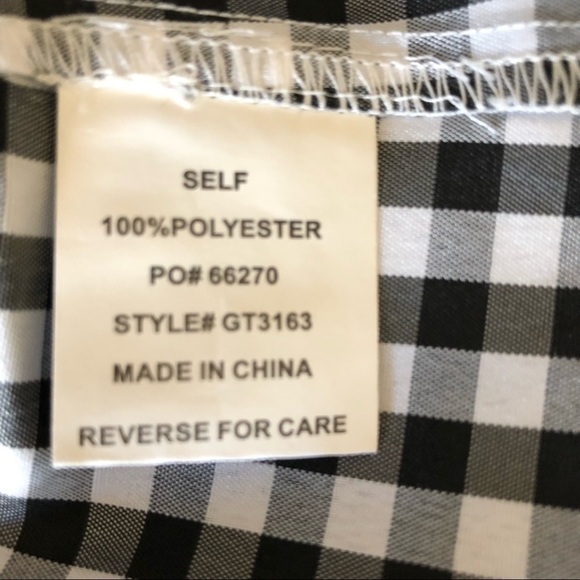 SELF
100%POLYESTER
PO# 66270
STYLE# GT3163
MADE IN CHINA
REVERSE FOR CARE